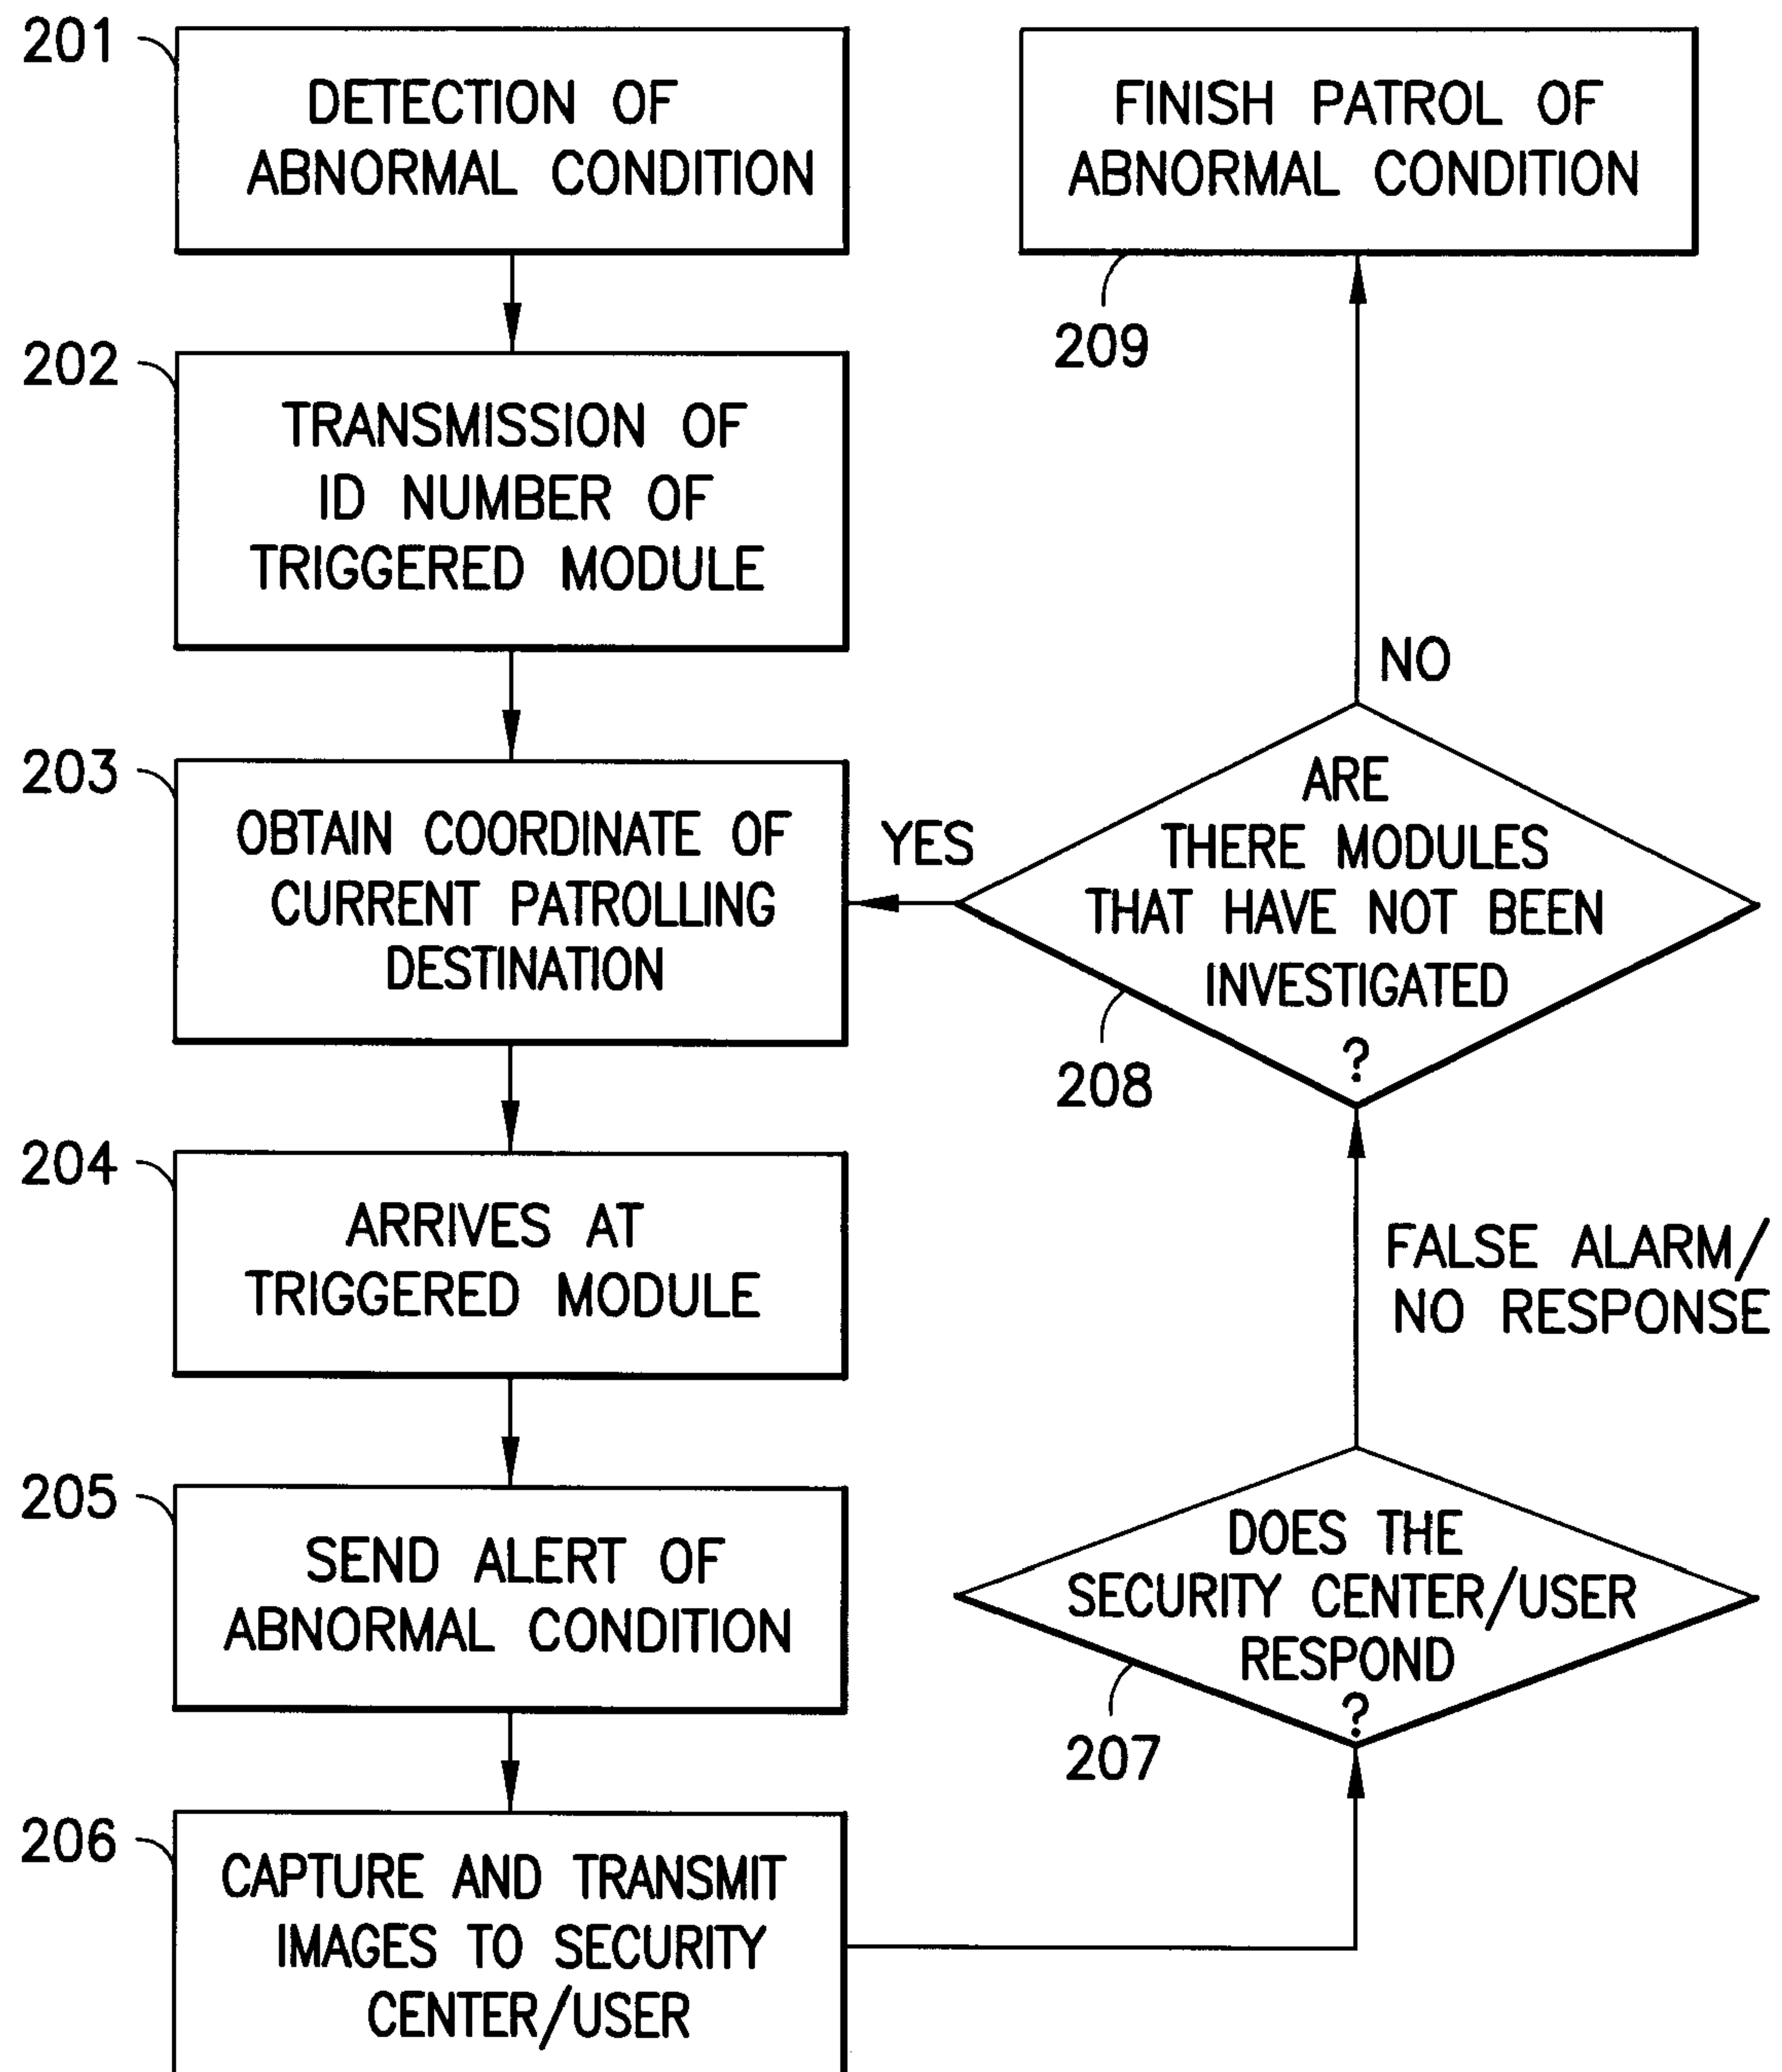 201
DETECTION OF
ABNORMAL CONDITION
202
TRANSMISSION OF
ID NUMBER OF
TRIGGERED MODULE
203
OBTAIN COORDINATE OF
CURRENT PATROLLING
DESTINATION
204
ARRIVES AT
TRIGGERED MODULE
205
SEND ALERT OF
ABNORMAL CONDITION
206
CAPTURE AND TRANSMIT
IMAGES TO SECURITY
CENTER/USER
DOES THE
SECURITY CENTER/USER
RESPOND
?
207
FALSE ALARM/
NO RESPONSE
ARE
THERE MODULES
THAT HAVE NOT BEEN
INVESTIGATED
?
208
YES
NO
FINISH PATROL OF
ABNORMAL CONDITION
209